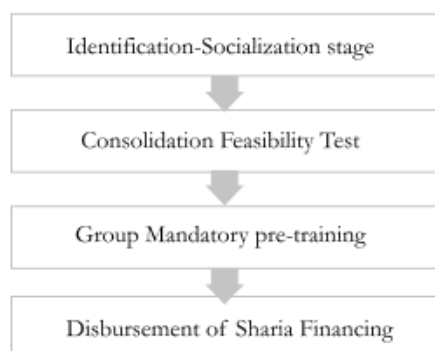 Identification-Socialization stage
Consolidation Feasibility Test
Group Mandatory pre-training
Disbursement of Sharia Financing